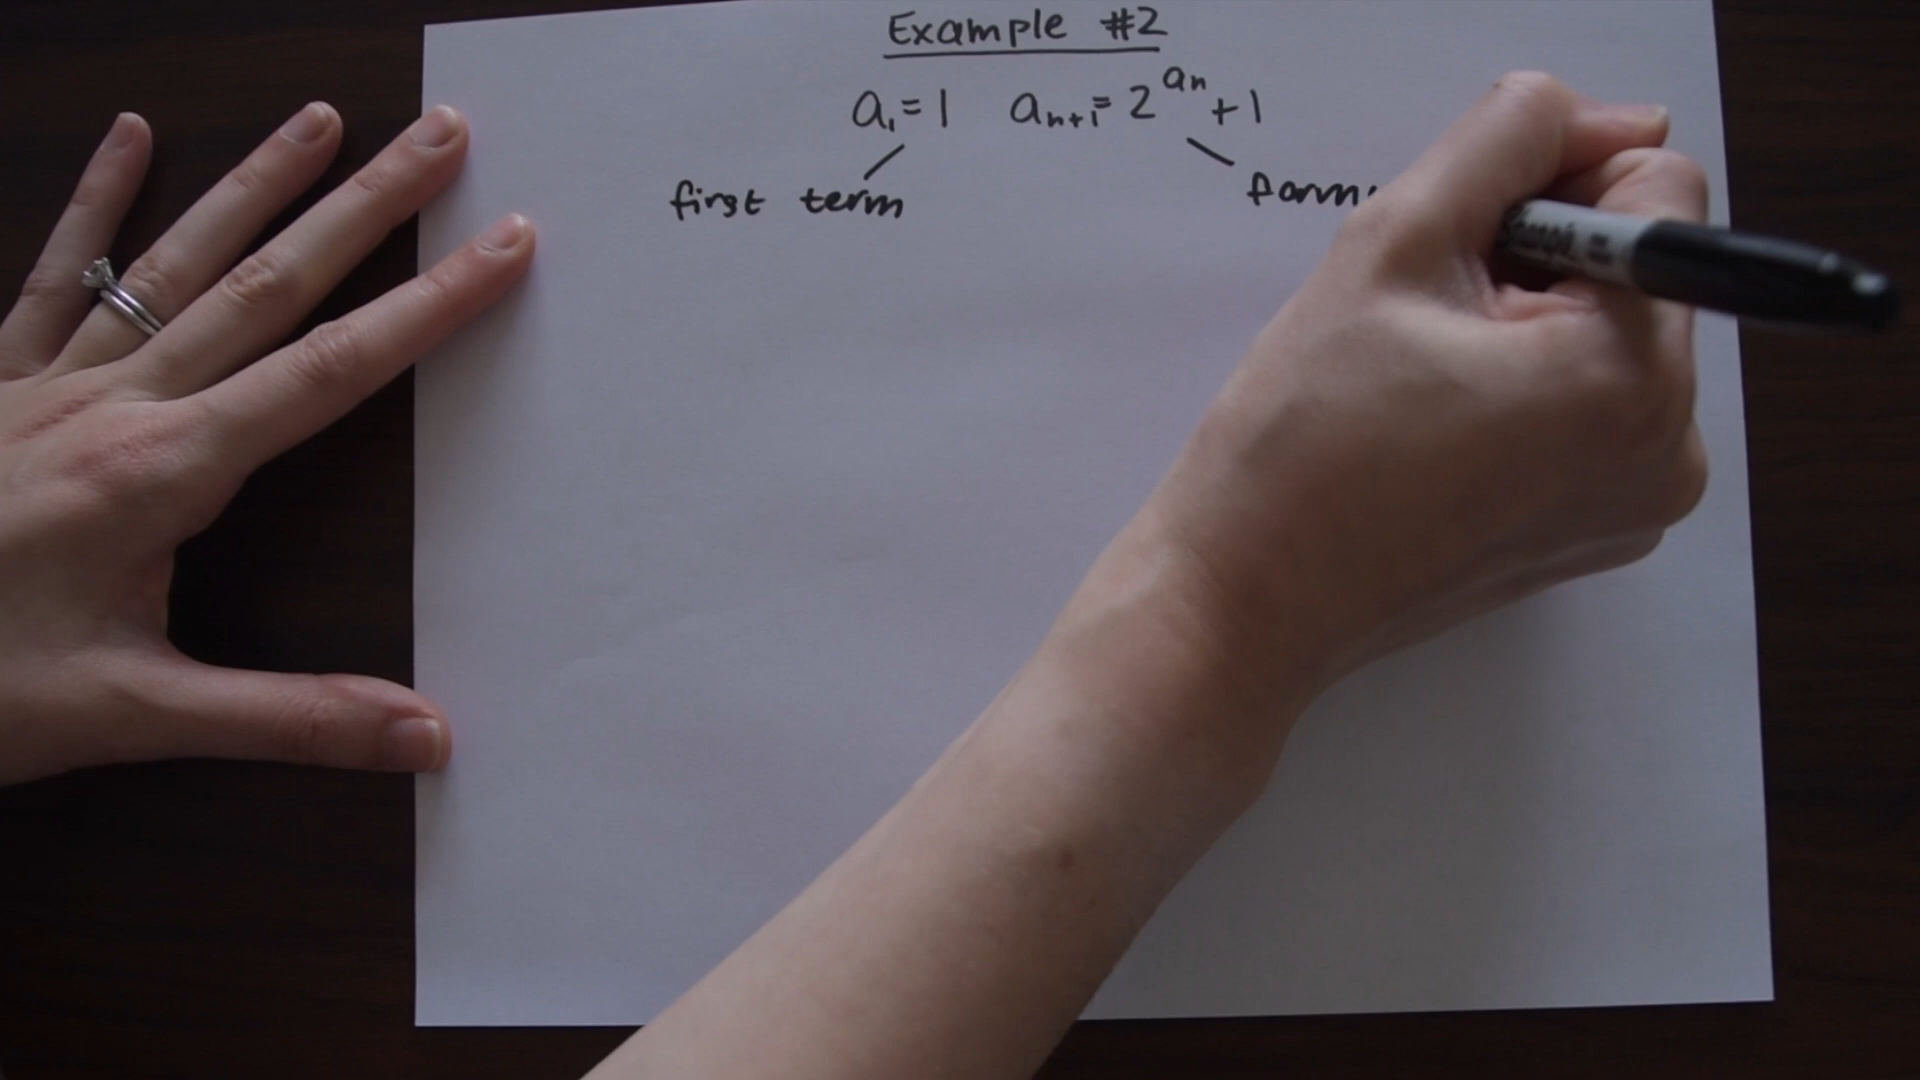 Example #2
a₁ = 1 aₙ₊₁ = 2^aₙ + 1
first term